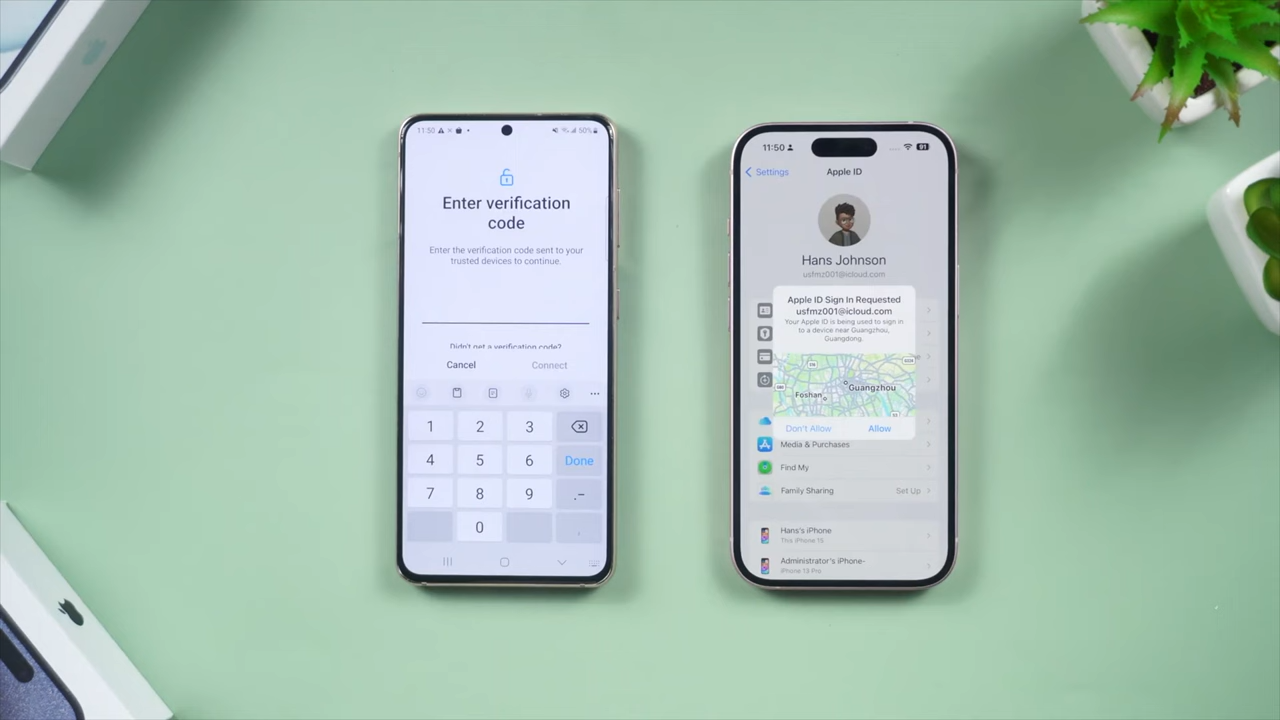 11:50
50%
Enter verification
code
Enter the verification code sent to your
trusted devices to continue.
Didn't get a verification code?
Cancel
Connect
1
2
3
4
5
6
Done
7
8
9
.-
0
,
11:50
91
Settings
Apple ID
Hans Johnson
usfmz001@icloud.com
Apple ID Sign In Requested
usfmz001@icloud.com
Your Apple ID is being used to sign in
to a device near Guangzhou,
Guangdong.
Guangzhou
Foshan
Don't Allow
Allow
Media & Purchases
Find My
Family Sharing
Set Up
Hans's iPhone
This iPhone 15
Administrator's iPhone-
iPhone 13 Pro